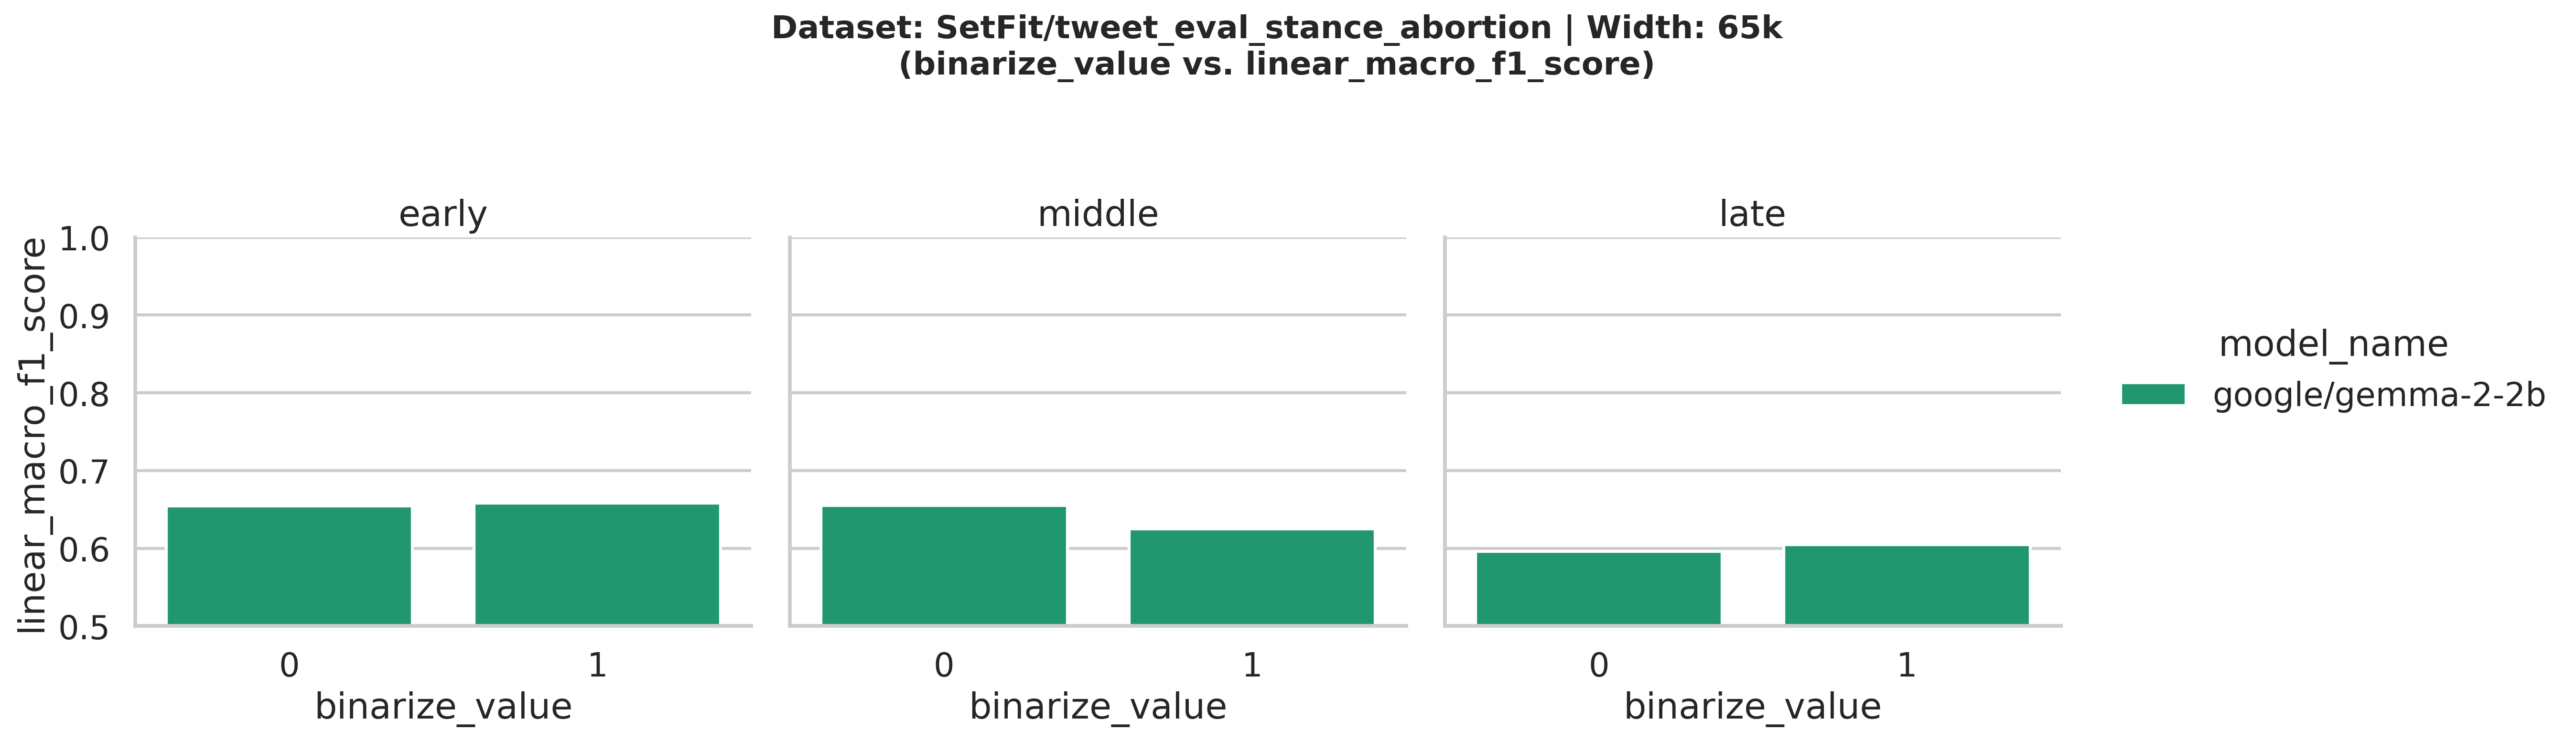 Dataset: SetFit/tweet_eval_stance_abortion | Width: 65k
(binarize_value vs. linear_macro_f1_score)
early
middle
late
linear_macro_f1_score
1.0
0.9
0.8
0.7
0.6
0.5
0
1
0
1
0
1
binarize_value
binarize_value
binarize_value
model_name
google/gemma-2-2b